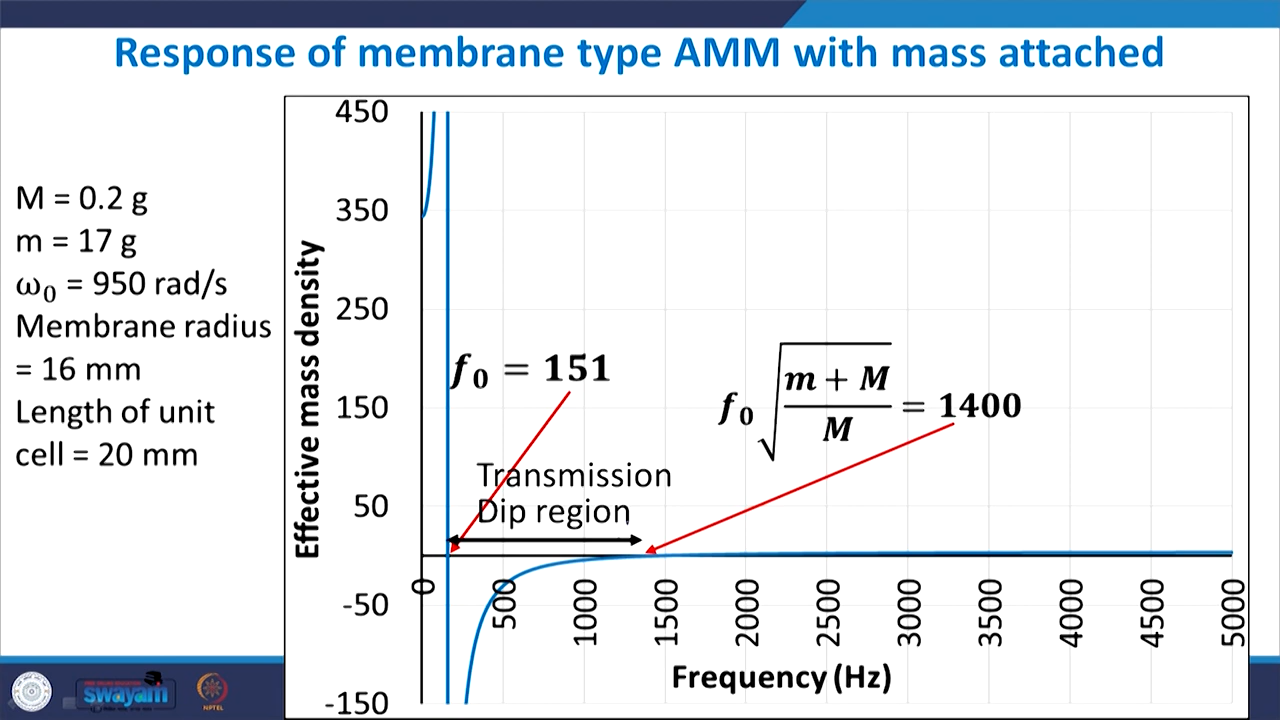 Response of membrane type AMM with mass attached
M = 0.2 g
m = 17 g
ω₀ = 950 rad/s
Membrane radius
= 16 mm
Length of unit
cell = 20 mm
Effective mass density
450
350
250
150
50
-50
-150
f₀ = 151
f₀ √((m + M)/M) = 1400
Transmission
Dip region
0
500
1000
1500
2000
2500
3000
3500
4000
4500
5000
Frequency (Hz)
swayam
NPTEL